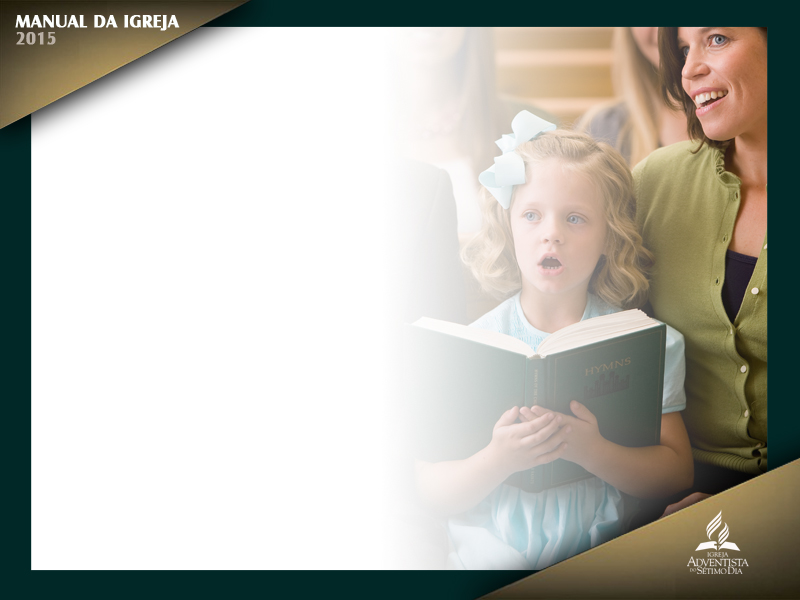 MANUAL DA IGREJA
2015
HYMNS
IGREJA
ADVENTISTA
DO SÉTIMO DIA